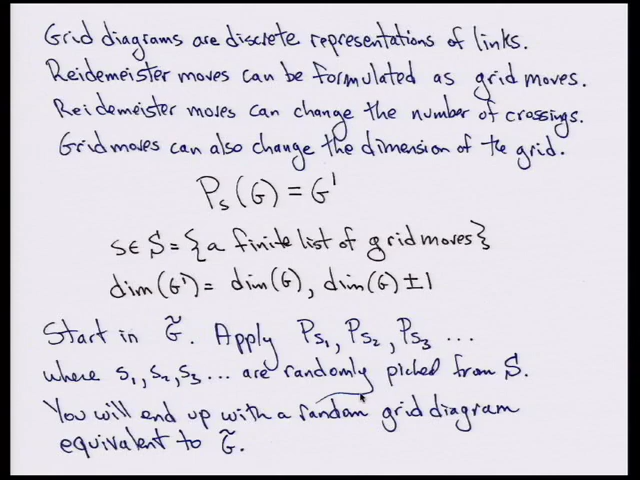 Grid diagrams are discrete representations of links.
Reidemeister moves can be formulated as grid moves.
Reidemeister moves can change the number of crossings.
Grid moves can also change the dimension of the grid.
P_s(G) = G'
s ∈ S = {a finite list of grid moves}
dim(G') = dim(G), dim(G) ± 1
Start in G̃. Apply P_s₁, P_s₂, P_s₃ ...
where s₁, s₂, s₃ ... are randomly picked from S.
You will end up with a random grid diagram
equivalent to G̃.